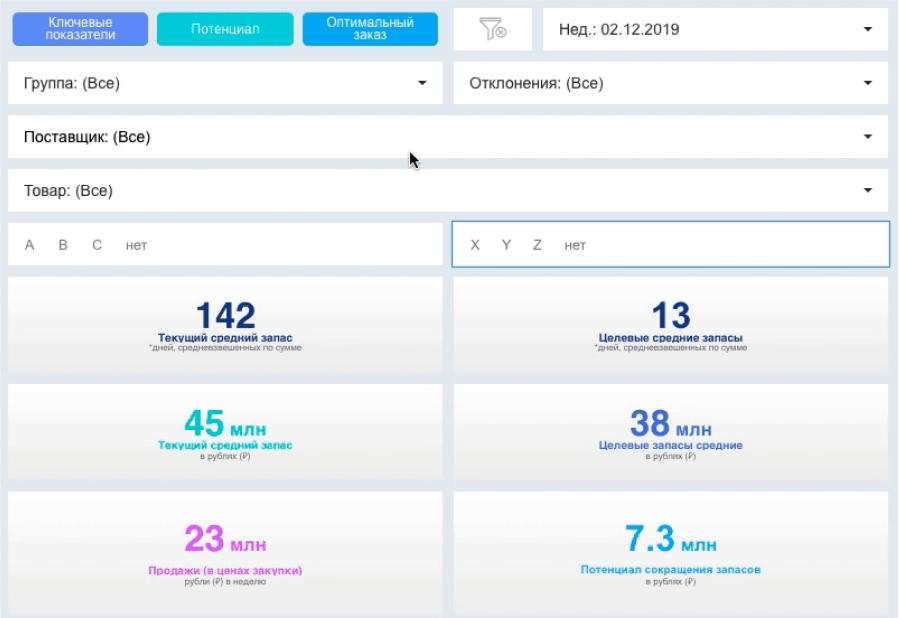 Ключевые
показатели
Потенциал
Оптимальный
заказ
Нед.: 02.12.2019
Группа: (Все)
Отклонения: (Все)
Поставщик: (Все)
Товар: (Все)
A B C нет
X Y Z нет
142
Текущий средний запас
*дней, средневзвешенных по сумме
13
Целевые средние запасы
*дней, средневзвешенных по сумме
45 млн
Текущий средний запас
в рублях (₽)
38 млн
Целевые запасы средние
в рублях (₽)
23 млн
Продажи (в ценах закупки)
рубли (₽) в неделю
7.3 млн
Потенциал сокращения запасов
в рублях (₽)